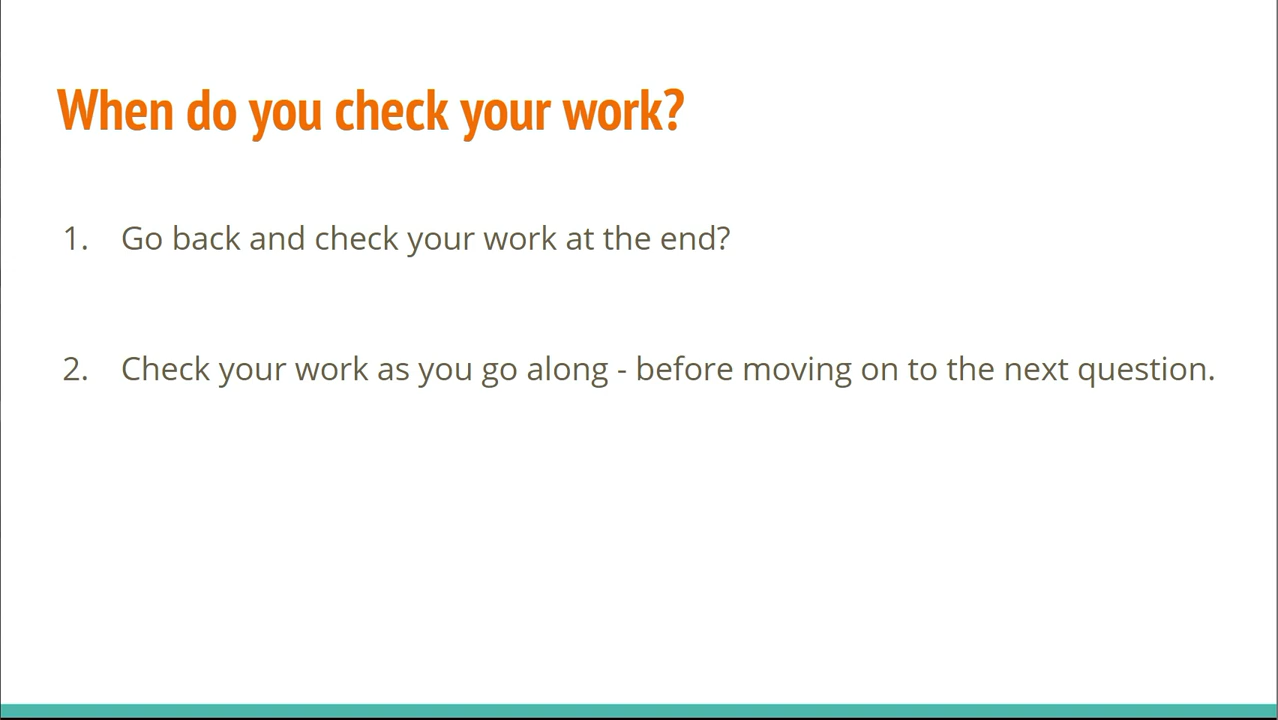 When do you check your work?
1. Go back and check your work at the end?
2. Check your work as you go along - before moving on to the next question.